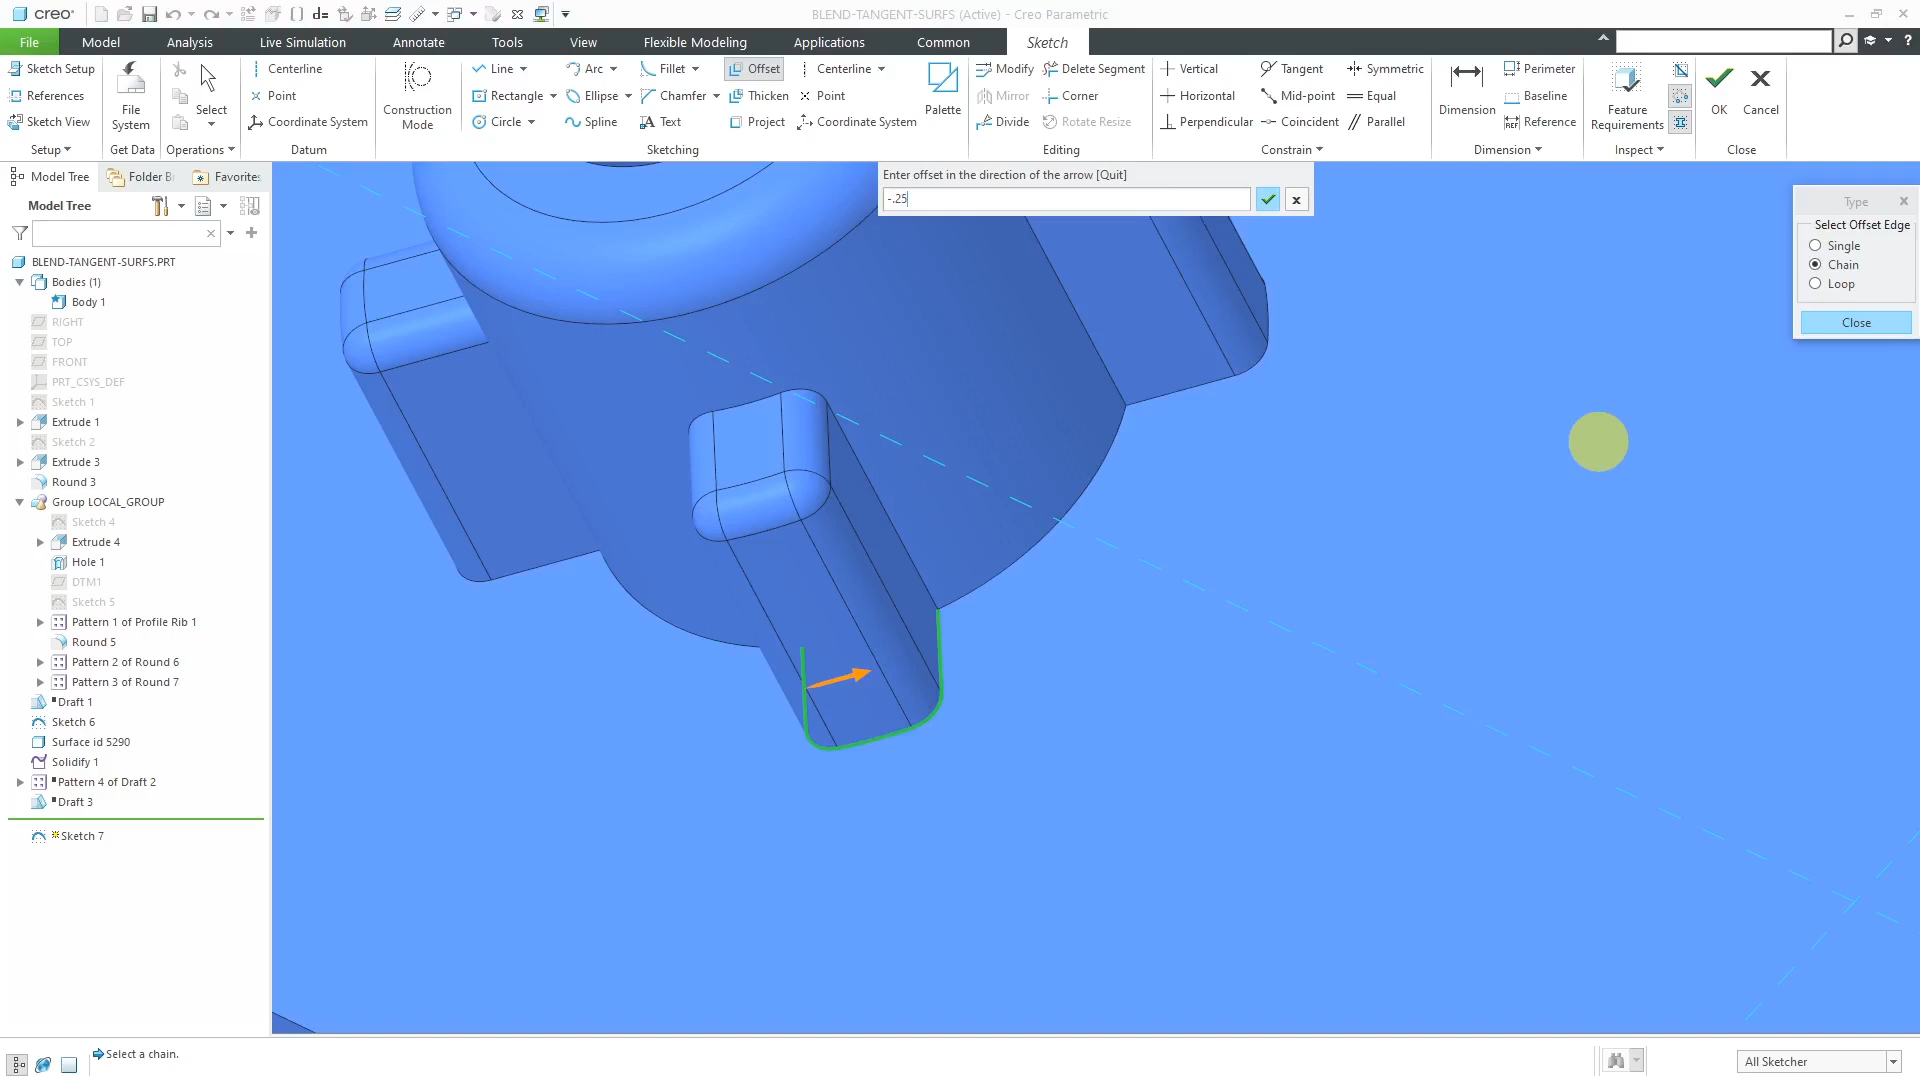 creo
BLEND-TANGENT-SURFS (Active) - Creo Parametric
File
Model
Analysis
Live Simulation
Annotate
Tools
View
Flexible Modeling
Applications
Common
Sketch
Sketch Setup
References
Sketch View
Setup
File System
Get Data
Select
Operations
Centerline
Point
Coordinate System
Datum
Construction Mode
Line
Rectangle
Circle
Arc
Ellipse
Spline
Fillet
Chamfer
Text
Offset
Thicken
Project
Centerline
Point
Coordinate System
Palette
Sketching
Modify
Mirror
Divide
Delete Segment
Corner
Rotate Resize
Editing
Vertical
Horizontal
Perpendicular
Tangent
Mid-point
Coincident
Symmetric
Equal
Parallel
Constrain
Dimension
Perimeter
Baseline
Reference
Dimension
Feature Requirements
Inspect
OK
Cancel
Close
Model Tree
Folder B
Favorites
Model Tree
BLEND-TANGENT-SURFS.PRT
Bodies (1)
Body 1
RIGHT
TOP
FRONT
PRT_CSYS_DEF
Sketch 1
Extrude 1
Sketch 2
Extrude 3
Round 3
Group LOCAL_GROUP
Sketch 4
Extrude 4
Hole 1
DTM1
Sketch 5
Pattern 1 of Profile Rib 1
Round 5
Pattern 2 of Round 6
Pattern 3 of Round 7
Draft 1
Sketch 6
Surface id 5290
Solidify 1
Pattern 4 of Draft 2
Draft 3
Sketch 7
Enter offset in the direction of the arrow [Quit]
-.25
Type
Select Offset Edge
Single
Chain
Loop
Close
Select a chain.
All Sketcher